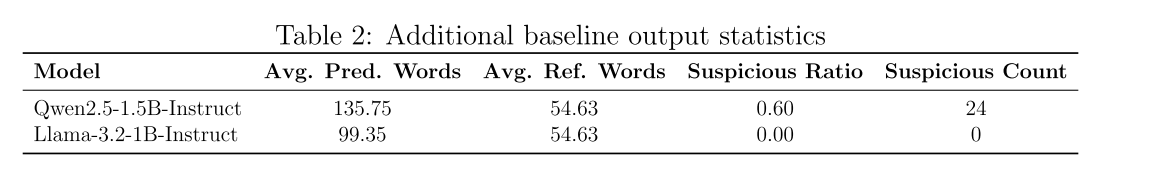 Table 2: Additional baseline output statistics
Model Avg. Pred. Words Avg. Ref. Words Suspicious Ratio Suspicious Count
Qwen2.5-1.5B-Instruct 135.75 54.63 0.60 24
Llama-3.2-1B-Instruct 99.35 54.63 0.00 0